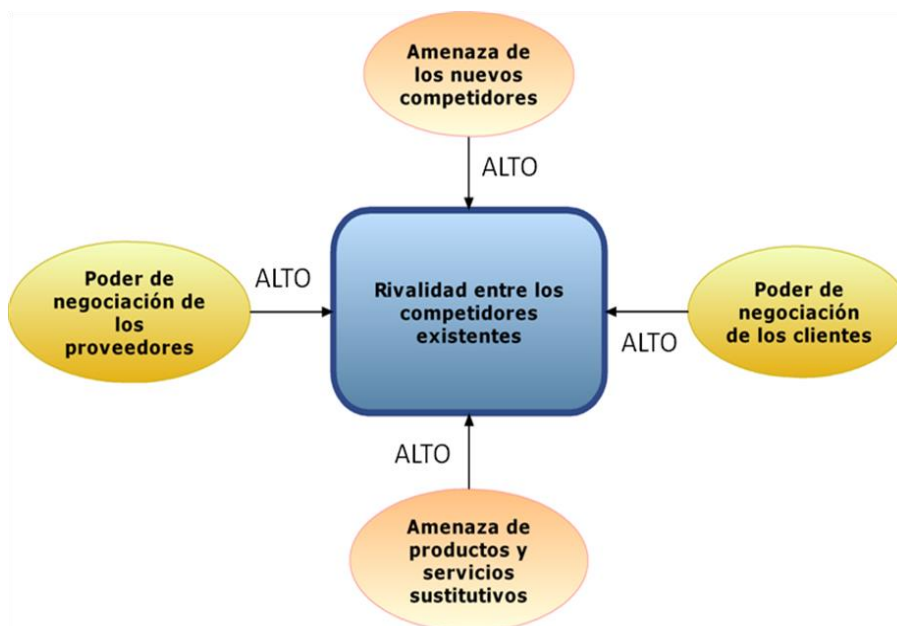 Amenaza de
los nuevos
competidores
ALTO
Poder de
negociación de
los
proveedores
ALTO
Rivalidad entre los
competidores
existentes
ALTO
Poder de
negociación
de los clientes
ALTO
Amenaza de
productos y
servicios
sustitutivos